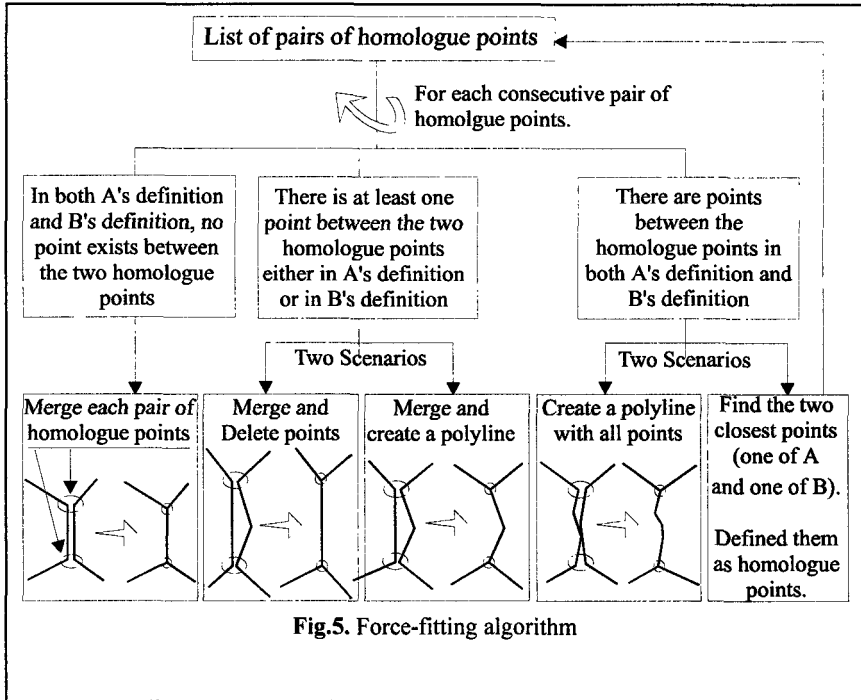 List of pairs of homologue points
For each consecutive pair of
homolgue points.
In both A's definition
and B's definition, no
point exists between
the two homologue
points
There is at least one
point between the two
homologue points
either in A's definition
or in B's definition
There are points
between the
homologue points in
both A's definition and
B's definition
Two Scenarios
Two Scenarios
Merge each pair of
homologue points
Merge and
Delete points
Merge and
create a polyline
Create a polyline
with all points
Find the two
closest points
(one of A
and one of B).
Defined them
as homologue
points.
Fig.5. Force-fitting algorithm